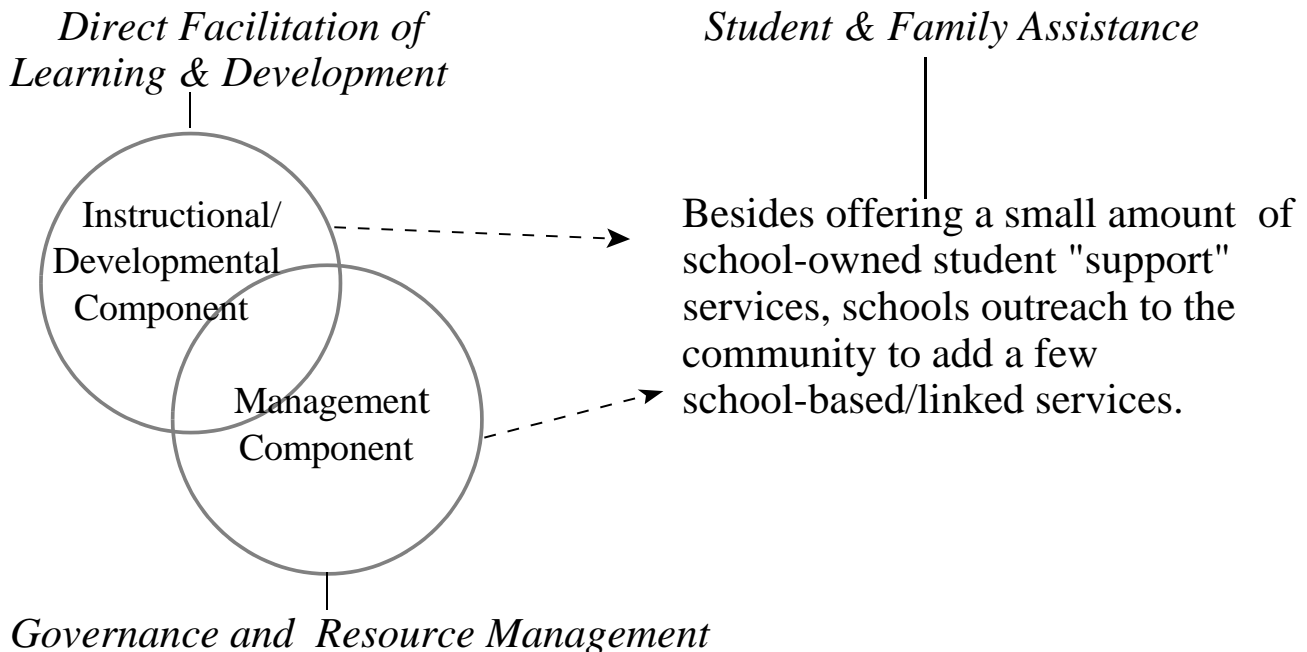 Direct Facilitation of
Learning & Development
Student & Family Assistance
Instructional/
Developmental
Component
Management
Component
Besides offering a small amount of
school-owned student "support"
services, schools outreach to the
community to add a few
school-based/linked services.
Governance and Resource Management